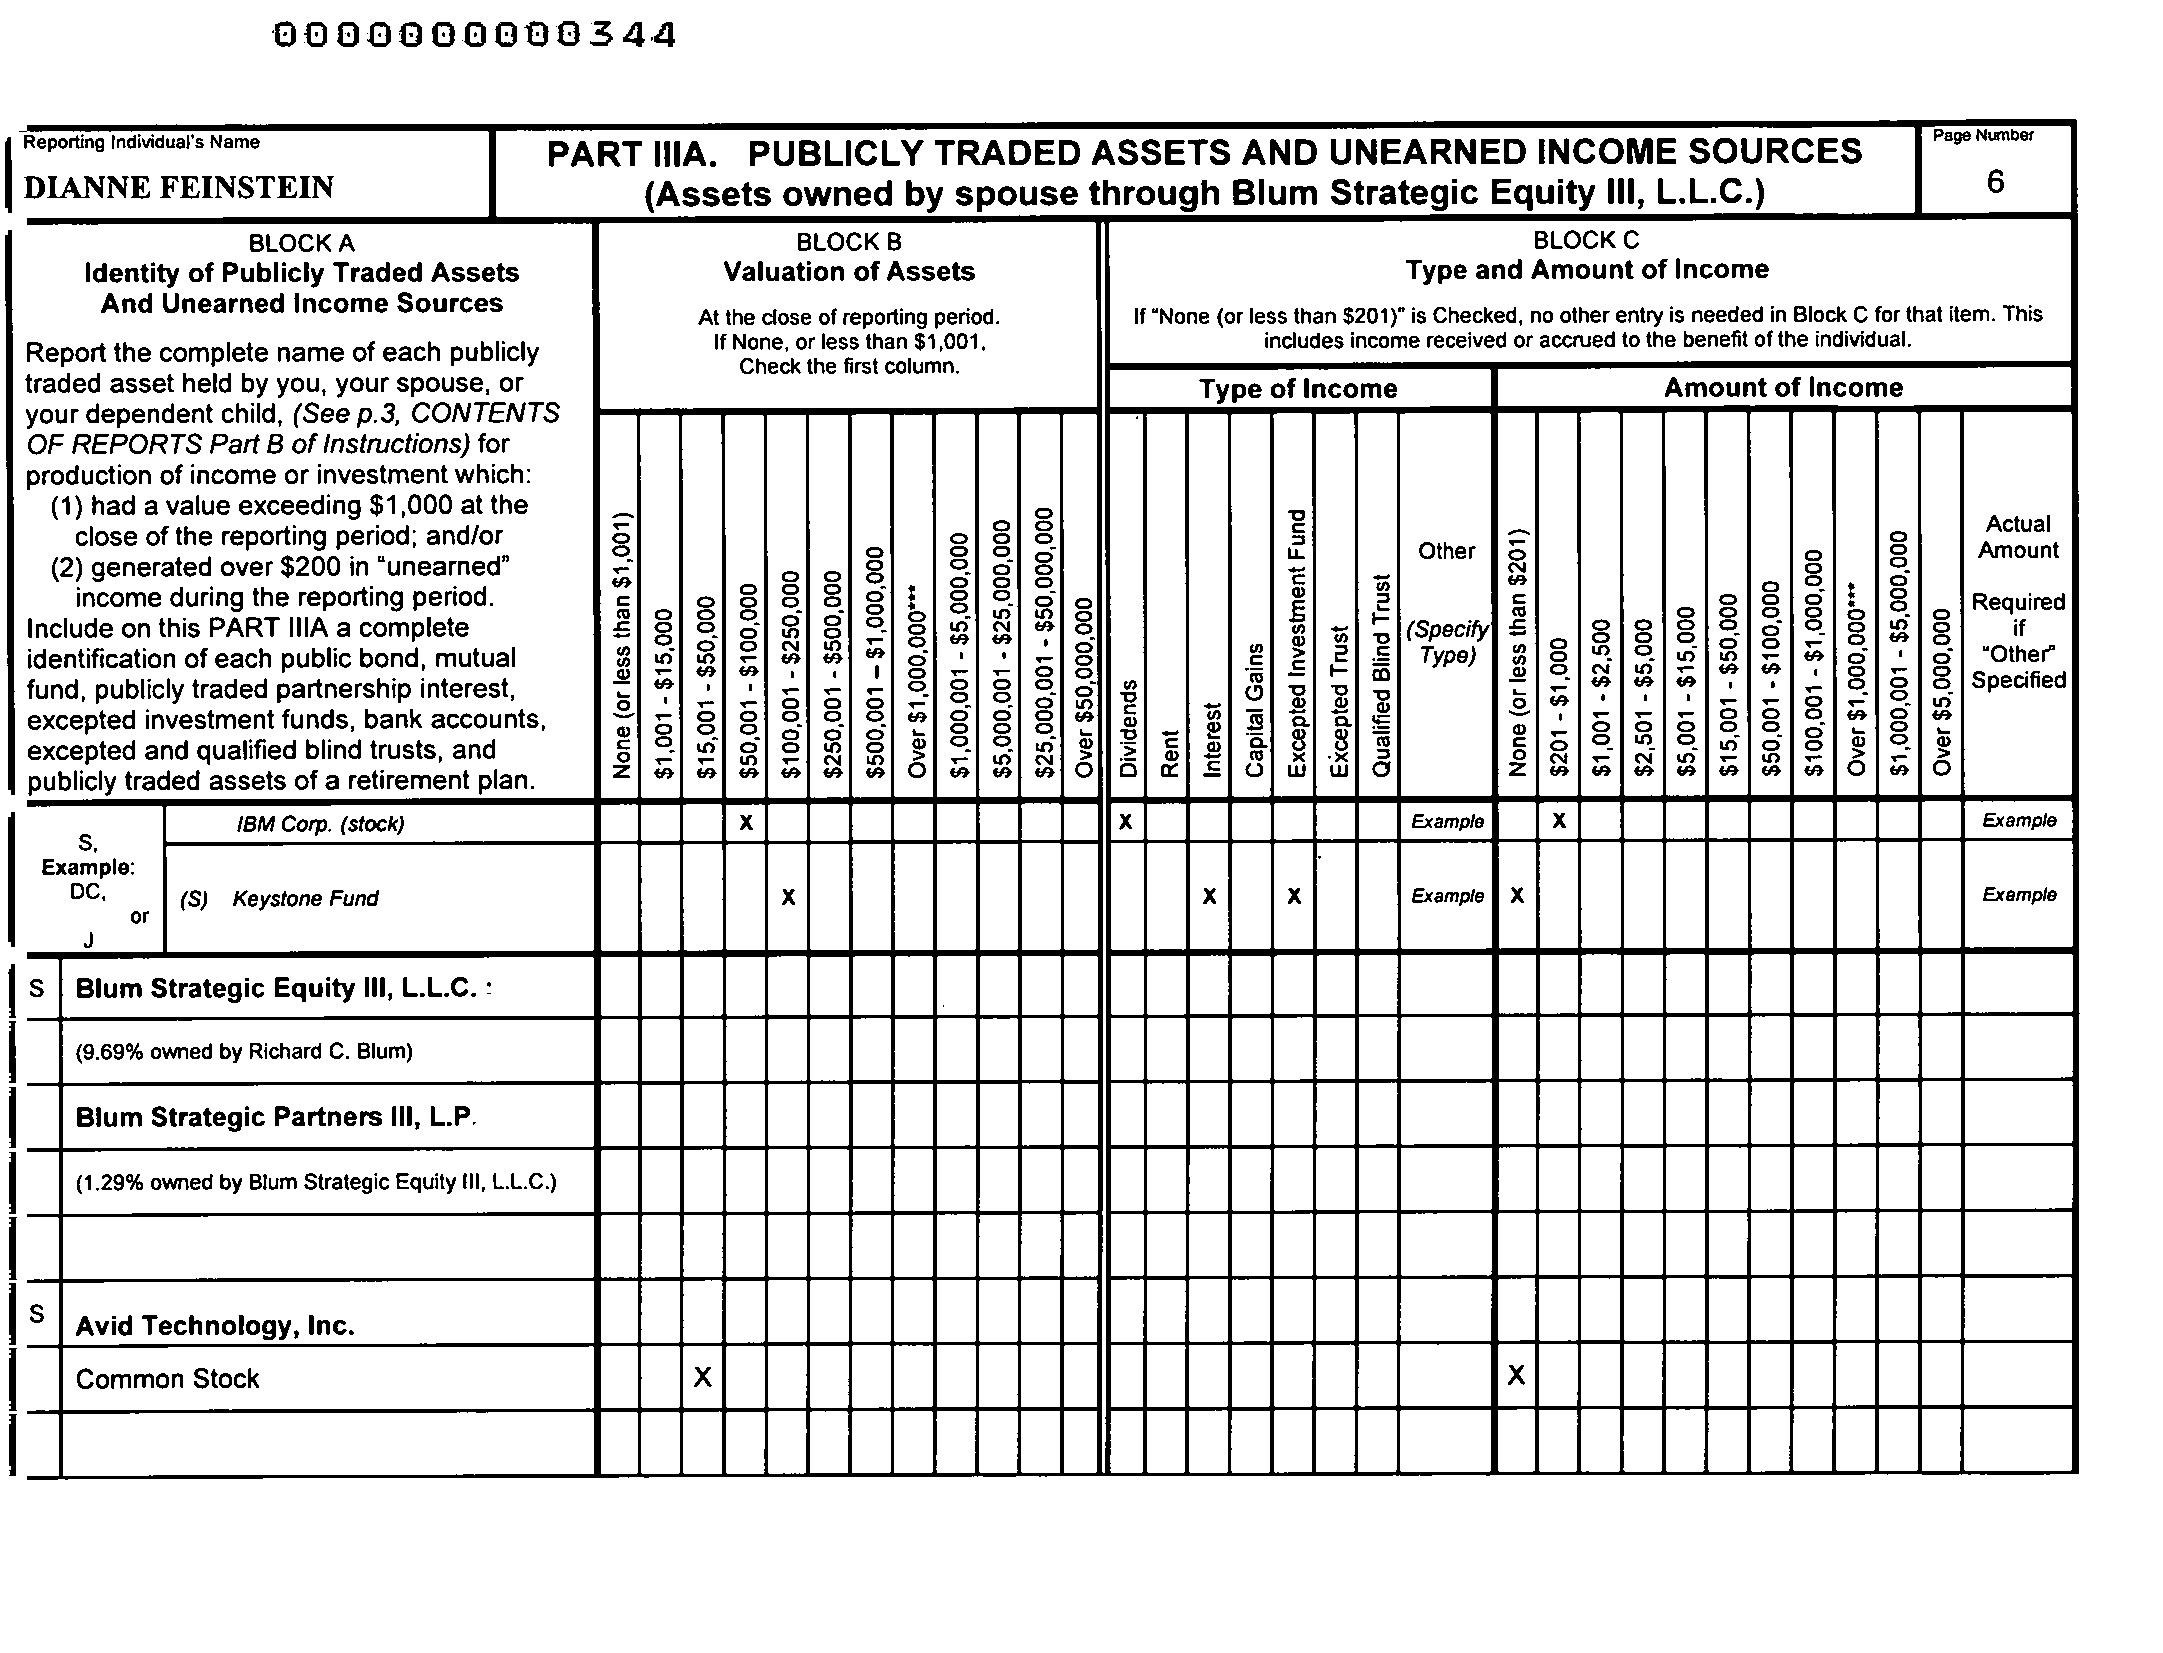 0000000000344
Reporting Individual's Name
DIANNE FEINSTEIN
PART IIIA. PUBLICLY TRADED ASSETS AND UNEARNED INCOME SOURCES
(Assets owned by spouse through Blum Strategic Equity III, L.L.C.)
Page Number
6
BLOCK A
Identity of Publicly Traded Assets
And Unearned Income Sources
Report the complete name of each publicly
traded asset held by you, your spouse, or
your dependent child, (See p.3, CONTENTS
OF REPORTS Part B of Instructions) for
production of income or investment which:
(1) had a value exceeding $1,000 at the
close of the reporting period; and/or
(2) generated over $200 in "unearned"
income during the reporting period.
Include on this PART IIIA a complete
identification of each public bond, mutual
fund, publicly traded partnership interest,
excepted investment funds, bank accounts,
excepted and qualified blind trusts, and
publicly traded assets of a retirement plan.
BLOCK B
Valuation of Assets
At the close of reporting period.
If None, or less than $1,001,
Check the first column.
None (or less than $1,001)
$1,001 - $15,000
$15,001 - $50,000
$50,001 - $100,000
$100,001 - $250,000
$250,001 - $500,000
$500,001 – $1,000,000
Over $1,000,000***
$1,000,001 - $5,000,000
$5,000,001 - $25,000,000
$25,000,001 - $50,000,000
Over $50,000,000
BLOCK C
Type and Amount of Income
If "None (or less than $201)" is Checked, no other entry is needed in Block C for that item. This
includes income received or accrued to the benefit of the individual.
Type of Income
Dividends
Rent
Interest
Capital Gains
Excepted Investment Fund
Excepted Trust
Qualified Blind Trust
Other
(Specify
Type)
Amount of Income
None (or less than $201)
$201 - $1,000
$1,001 - $2,500
$2,501 - $5,000
$5,001 - $15,000
$15,001 - $50,000
$50,001 - $100,000
$100,001 - $1,000,000
Over $1,000,000***
$1,000,001 - $5,000,000
Over $5,000,000
Actual
Amount
Required
if
"Other"
Specified
S,
Example:
DC,
or
J
IBM Corp. (stock) X X Example X Example
(S) Keystone Fund X X X Example X Example
S Blum Strategic Equity III, L.L.C. :
(9.69% owned by Richard C. Blum)
Blum Strategic Partners III, L.P.
(1.29% owned by Blum Strategic Equity III, L.L.C.)
S Avid Technology, Inc.
Common Stock X X